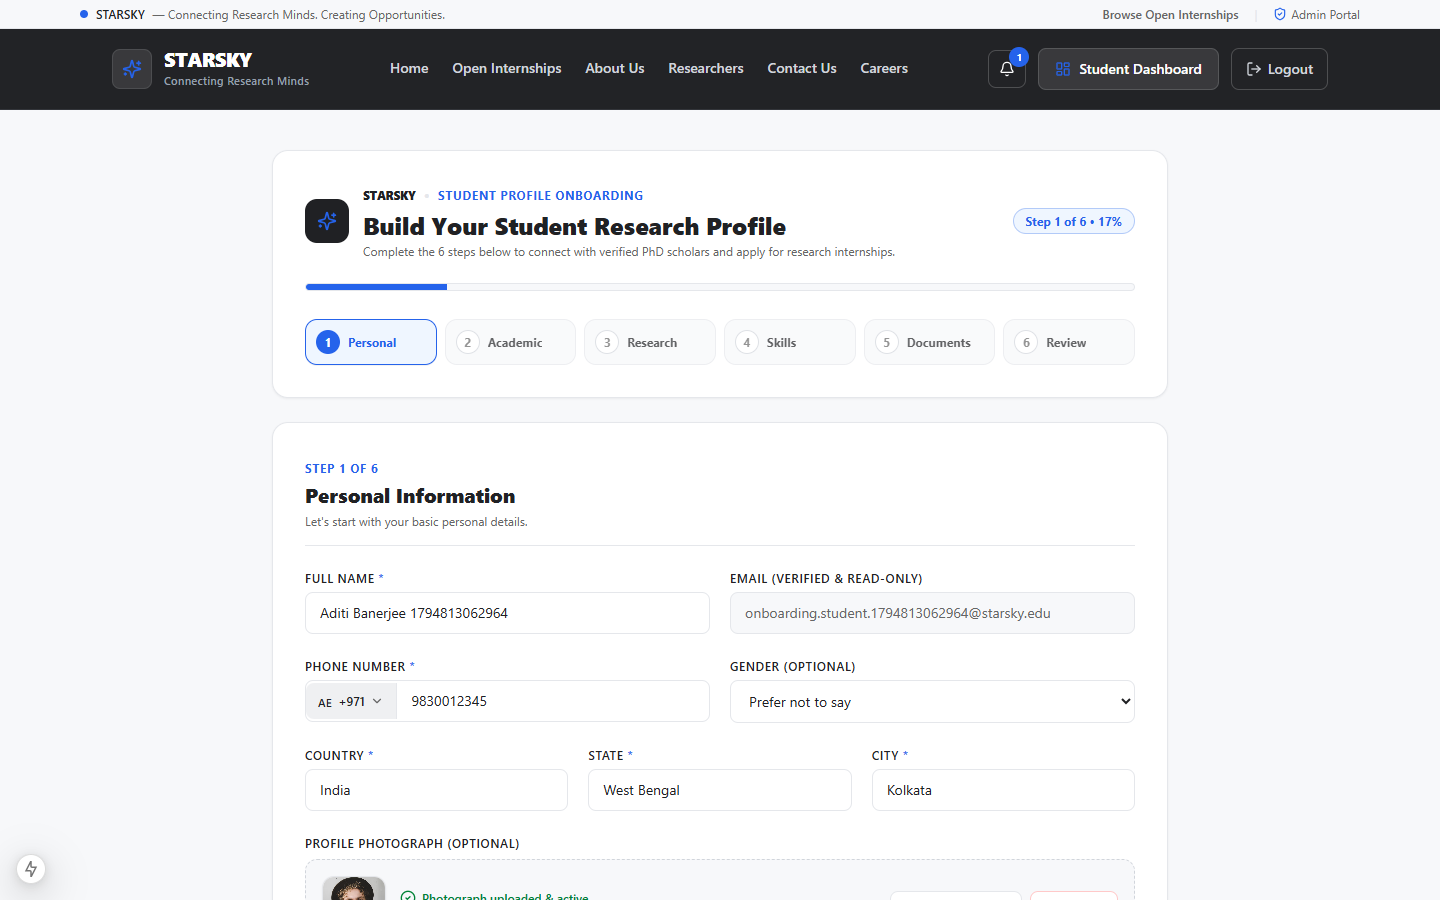 STARSKY — Connecting Research Minds. Creating Opportunities.
Browse Open Internships | Admin Portal
STARSKY
Connecting Research Minds
Home Open Internships About Us Researchers Contact Us Careers
1
Student Dashboard
Logout
STARSKY • STUDENT PROFILE ONBOARDING
Build Your Student Research Profile
Complete the 6 steps below to connect with verified PhD scholars and apply for research internships.
Step 1 of 6 • 17%
1 Personal
2 Academic
3 Research
4 Skills
5 Documents
6 Review
STEP 1 OF 6
Personal Information
Let's start with your basic personal details.
FULL NAME *
Aditi Banerjee 1794813062964
EMAIL (VERIFIED & READ-ONLY)
onboarding.student.1794813062964@starsky.edu
PHONE NUMBER *
AE +971 9830012345
GENDER (OPTIONAL)
Prefer not to say
COUNTRY *
India
STATE *
West Bengal
CITY *
Kolkata
PROFILE PHOTOGRAPH (OPTIONAL)
Photograph uploaded & active